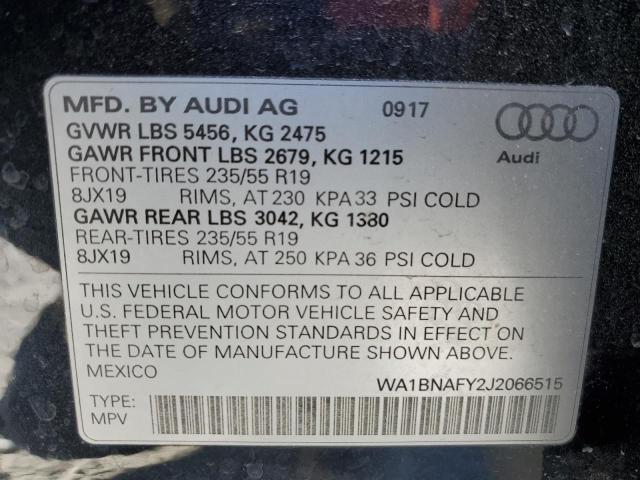 MFD. BY AUDI AG 0917
GVWR LBS 5456, KG 2475
GAWR FRONT LBS 2679, KG 1215
Audi
FRONT-TIRES 235/55 R19
8JX19 RIMS, AT 230 KPA 33 PSI COLD
GAWR REAR LBS 3042, KG 1380
REAR-TIRES 235/55 R19
8JX19 RIMS, AT 250 KPA 36 PSI COLD
THIS VEHICLE CONFORMS TO ALL APPLICABLE
U.S. FEDERAL MOTOR VEHICLE SAFETY AND
THEFT PREVENTION STANDARDS IN EFFECT ON
THE DATE OF MANUFACTURE SHOWN ABOVE.
MEXICO
WA1BNAFY2J2066515
TYPE:
MPV